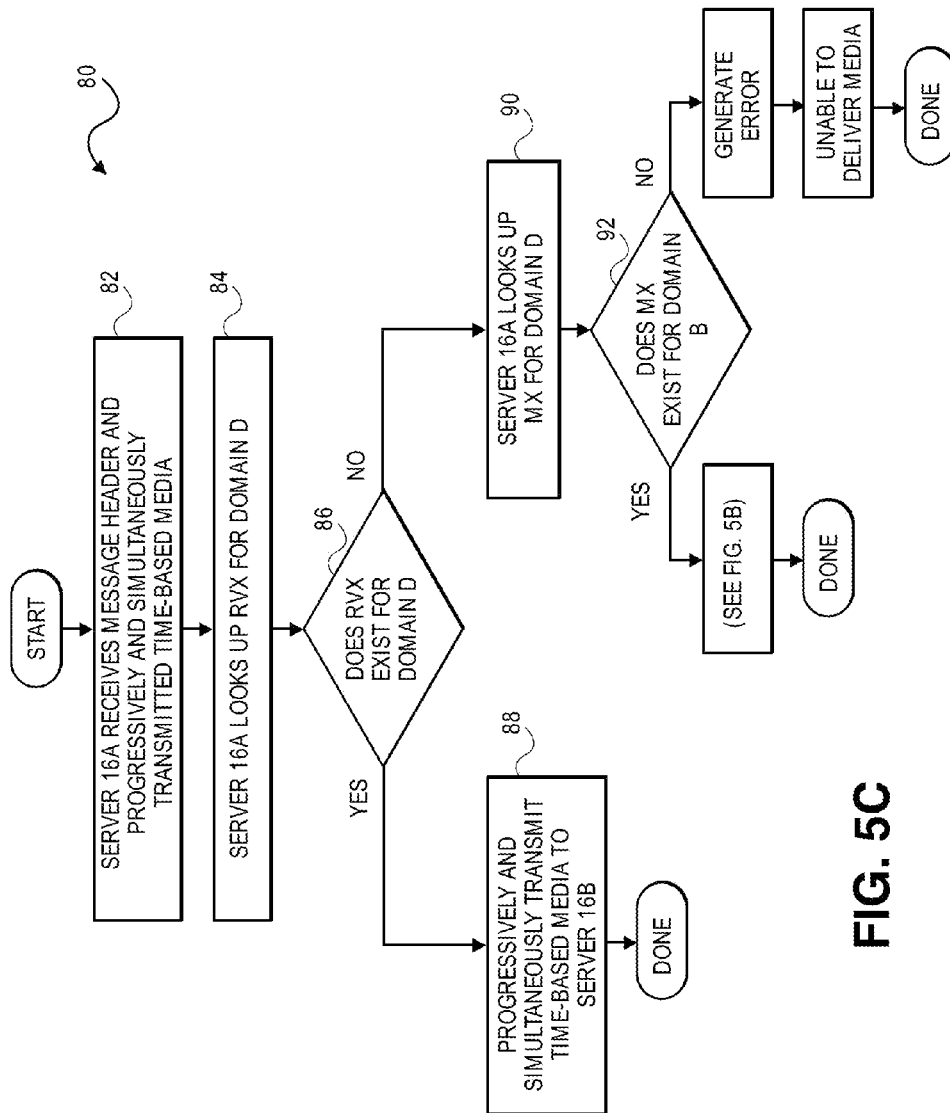 80
START
82
SERVER 16A RECEIVES MESSAGE HEADER AND
PROGRESSIVELY AND SIMULTANEOUSLY
TRANSMITTED TIME-BASED MEDIA
84
SERVER 16A LOOKS UP RVX FOR DOMAIN D
86
DOES RVX
EXIST FOR
DOMAIN D
YES
NO
88
PROGRESSIVELY AND
SIMULTANEOUSLY TRANSMIT
TIME-BASED MEDIA TO
SERVER 16B
DONE
90
SERVER 16A LOOKS UP
MX FOR DOMAIN D
92
DOES MX
EXIST FOR DOMAIN
B
YES
NO
(SEE FIG. 5B)
DONE
GENERATE
ERROR
UNABLE TO
DELIVER MEDIA
DONE
FIG. 5C